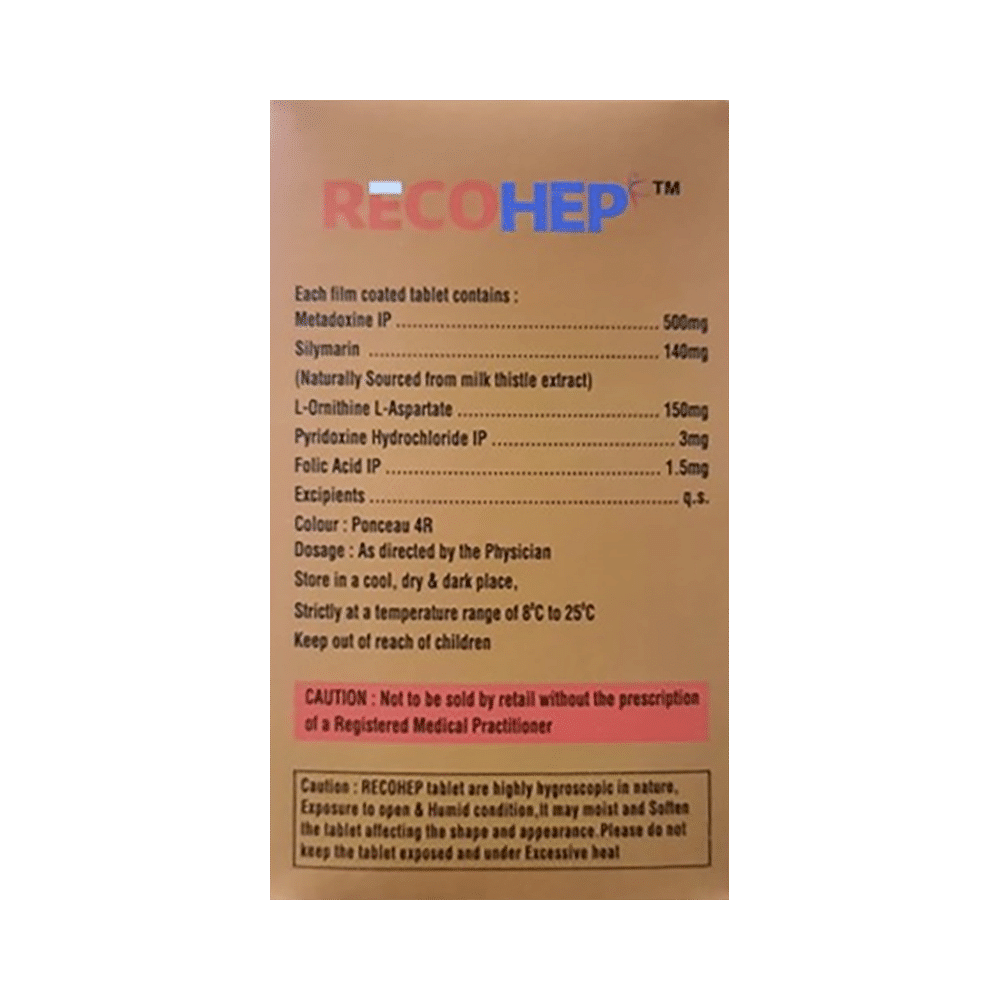 RECOHEP™
Each film coated tablet contains :
Metadoxine IP ........................................ 500mg
Silymarin ............................................ 140mg
(Naturally Sourced from milk thistle extract)
L-Ornithine L-Aspartate .............................. 150mg
Pyridoxine Hydrochloride IP .......................... 3mg
Folic Acid IP ........................................ 1.5mg
Excipients ........................................... q.s.
Colour : Ponceau 4R
Dosage : As directed by the Physician
Store in a cool, dry & dark place,
Strictly at a temperature range of 8°C to 25°C
Keep out of reach of children
CAUTION : Not to be sold by retail without the prescription
of a Registered Medical Practitioner
Caution : RECOHEP tablet are highly hygroscopic in nature,
Exposure to open & Humid condition,it may moist and Soften
the tablet affecting the shape and appearance.Please do not
keep the tablet exposed and under Excessive heat